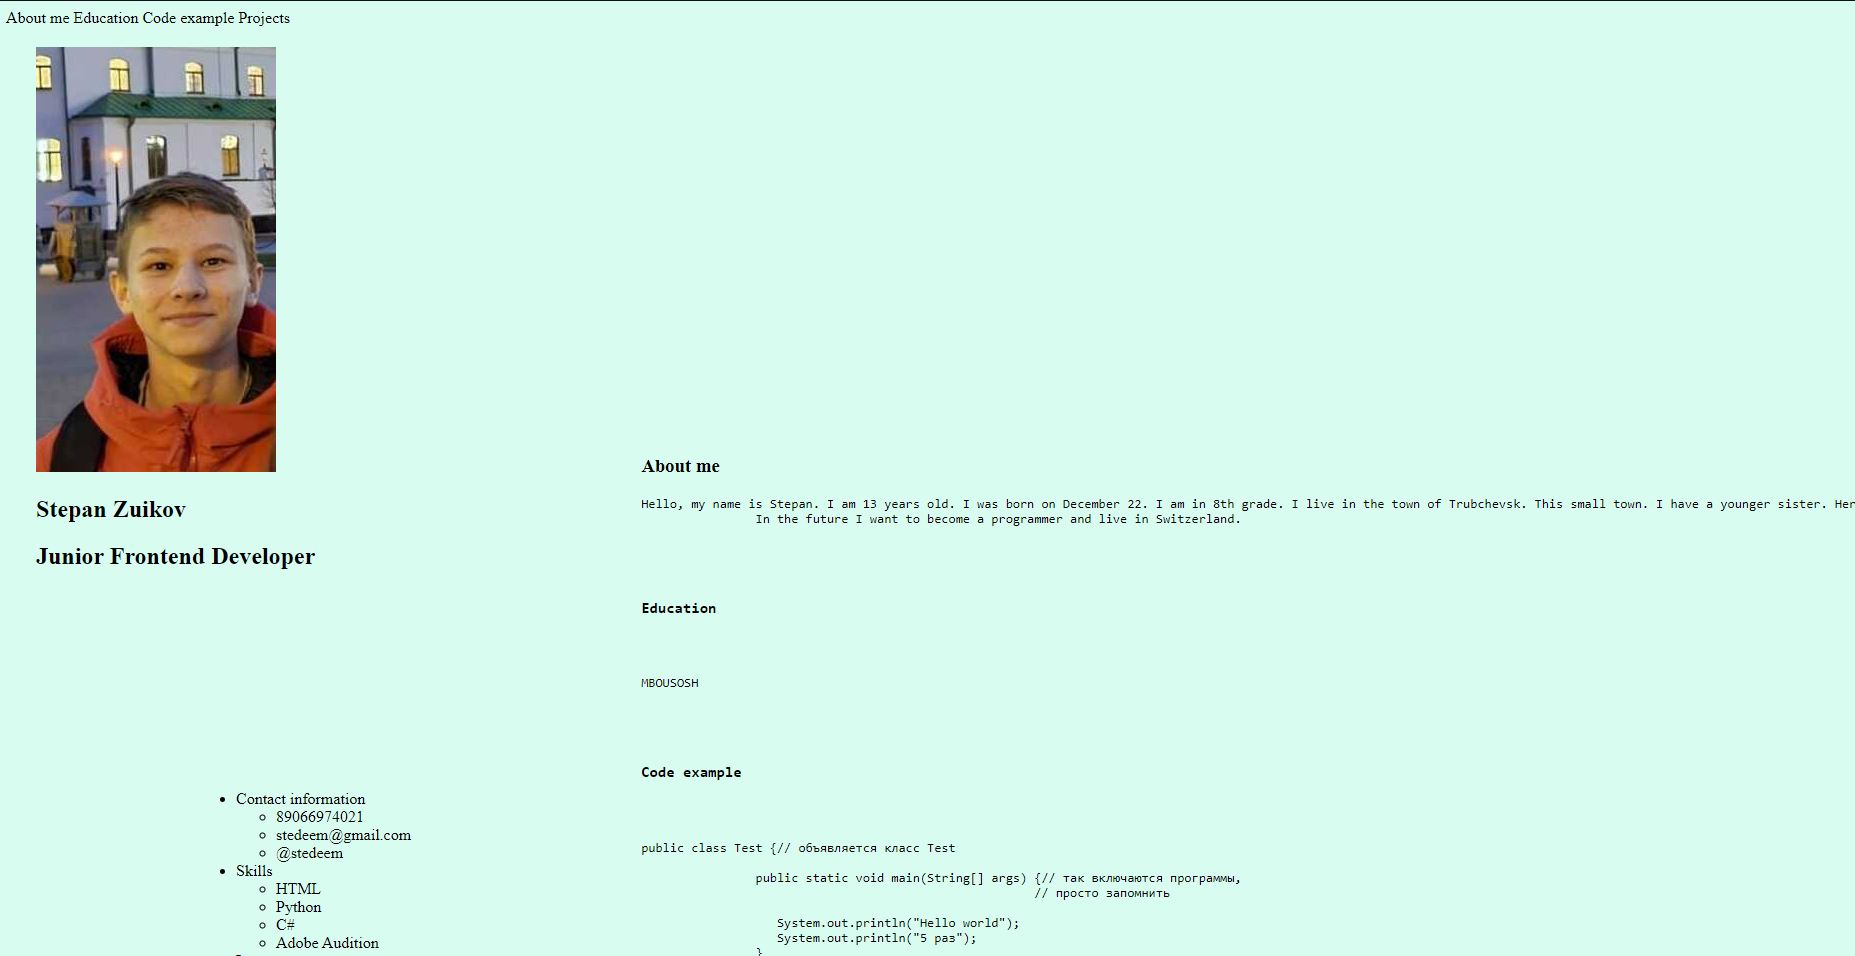 About me Education Code example Projects
Stepan Zuikov
Junior Frontend Developer
Contact information
89066974021
stedeem@gmail.com
@stedeem
Skills
HTML
Python
C#
Adobe Audition
About me
Hello, my name is Stepan. I am 13 years old. I was born on December 22. I am in 8th grade. I live in the town of Trubchevsk. This small town. I have a younger sister. Her
In the future I want to become a programmer and live in Switzerland.
Education
MBOUSOSH
Code example
public class Test {// объявляется класс Test
public static void main(String[] args) {// так включаются программы,
// просто запомнить
System.out.println("Hello world");
System.out.println("5 раз");
}